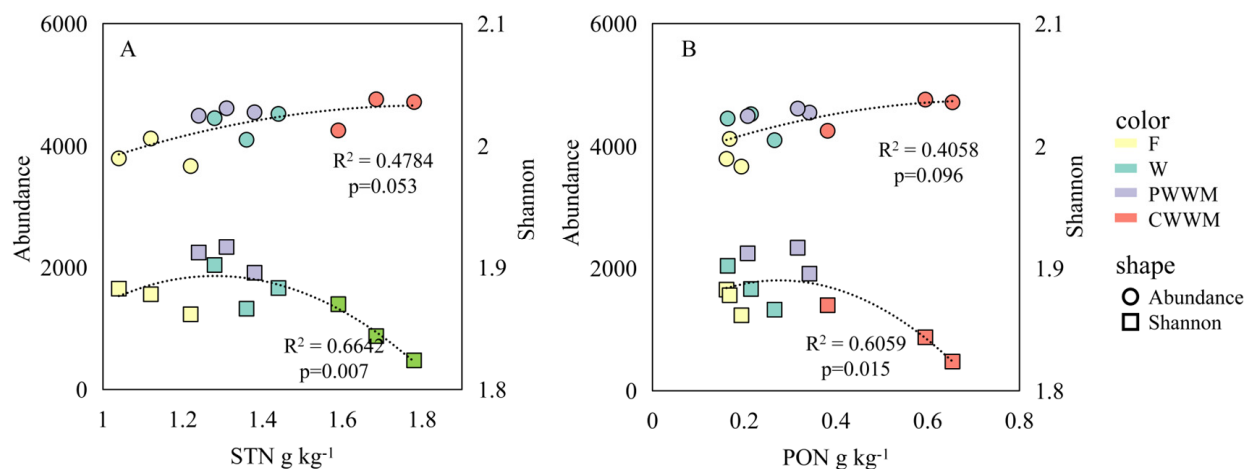 A
6000
4000
2000
0
Abundance
2.1
2
1.9
1.8
Shannon
R² = 0.4784
p=0.053
R² = 0.6642
p=0.007
1
1.2
1.4
1.6
1.8
STN g kg⁻¹
B
6000
4000
2000
0
Abundance
2.1
2
1.9
1.8
Shannon
R² = 0.4058
p=0.096
R² = 0.6059
p=0.015
0
0.2
0.4
0.6
0.8
PON g kg⁻¹
color
F
W
PWWM
CWWM
shape
Abundance
Shannon